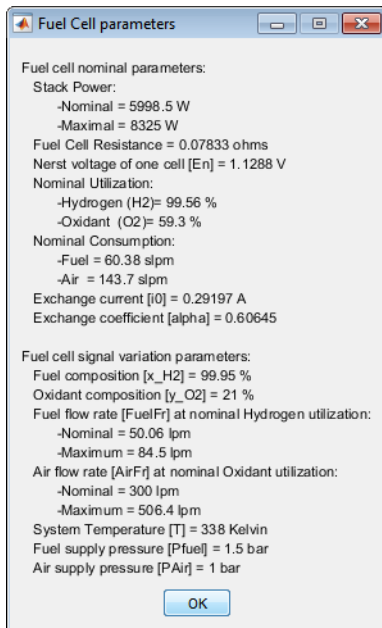 Fuel Cell parameters
Fuel cell nominal parameters:
Stack Power:
-Nominal = 5998.5 W
-Maximal = 8325 W
Fuel Cell Resistance = 0.07833 ohms
Nerst voltage of one cell [En] = 1.1288 V
Nominal Utilization:
-Hydrogen (H2)= 99.56 %
-Oxidant (O2)= 59.3 %
Nominal Consumption:
-Fuel = 60.38 slpm
-Air = 143.7 slpm
Exchange current [i0] = 0.29197 A
Exchange coefficient [alpha] = 0.60645
Fuel cell signal variation parameters:
Fuel composition [x_H2] = 99.95 %
Oxidant composition [y_O2] = 21 %
Fuel flow rate [FuelFr] at nominal Hydrogen utilization:
-Nominal = 50.06 lpm
-Maximum = 84.5 lpm
Air flow rate [AirFr] at nominal Oxidant utilization:
-Nominal = 300 lpm
-Maximum = 506.4 lpm
System Temperature [T] = 338 Kelvin
Fuel supply pressure [Pfuel] = 1.5 bar
Air supply pressure [PAir] = 1 bar
OK